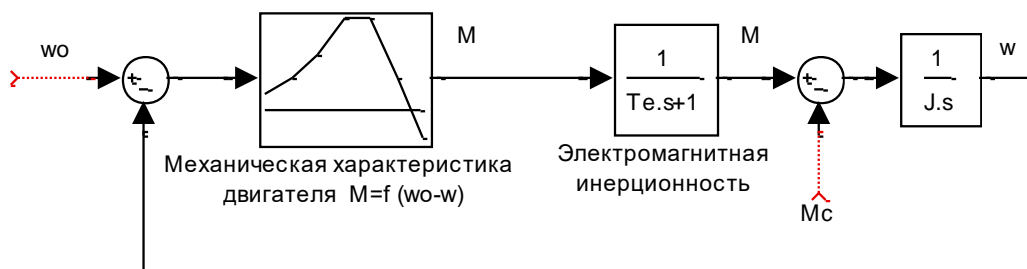 wo
M
M
w
1
Te.s+1
1
J.s
Механическая характеристика
двигателя M=f (wo-w)
Электромагнитная
инерционность
Mc